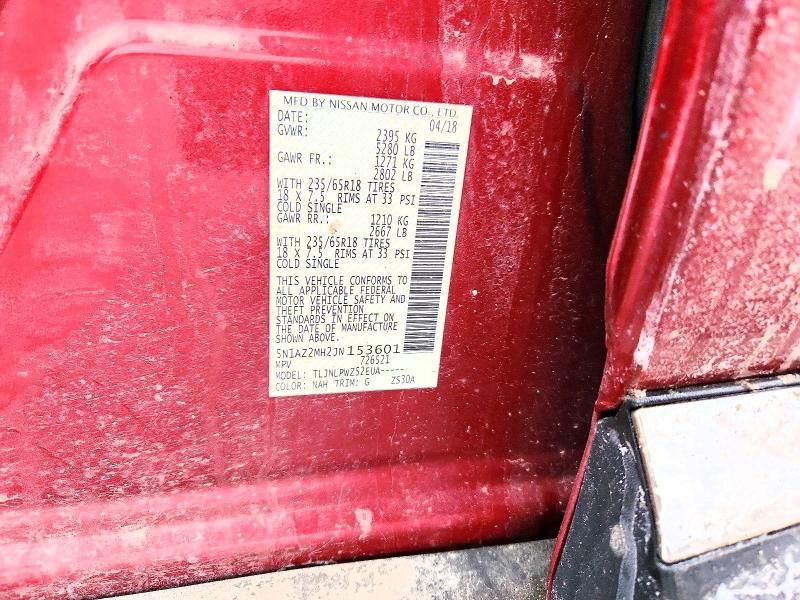 MFD BY NISSAN MOTOR CO., LTD.
DATE: 04/18
GVWR: 2395 KG
5280 LB
GAWR FR.: 1271 KG
2802 LB
WITH 235/65R18 TIRES
18 X 7.5 RIMS AT 33 PSI
COLD SINGLE
GAWR RR.: 1210 KG
2667 LB
WITH 235/65R18 TIRES
18 X 7.5 RIMS AT 33 PSI
COLD SINGLE
THIS VEHICLE CONFORMS TO
ALL APPLICABLE FEDERAL
MOTOR VEHICLE SAFETY AND
THEFT PREVENTION
STANDARDS IN EFFECT ON
THE DATE OF MANUFACTURE
SHOWN ABOVE.
5N1AZ2MH2JN153601
MPV 726521
MODEL: TLJNLPWZ52EUA-----
COLOR: NAH TRIM: G ZS3OA